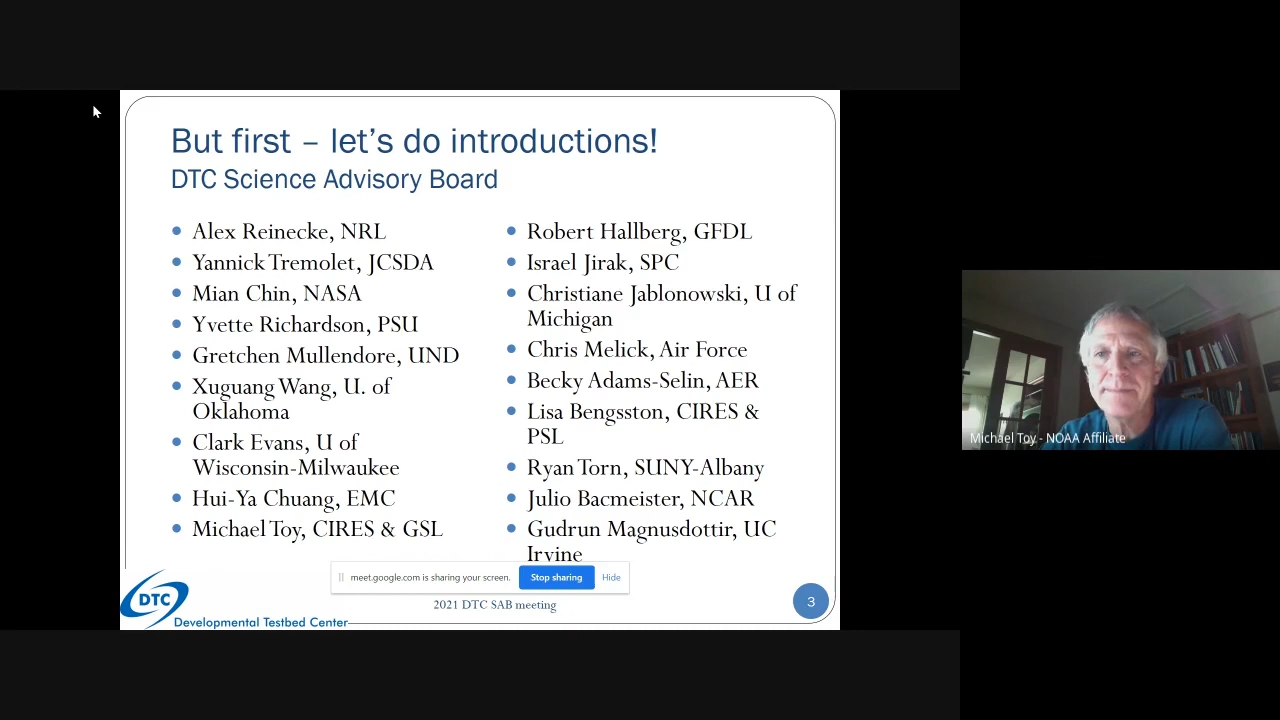 But first – let's do introductions!
DTC Science Advisory Board
Alex Reinecke, NRL
Yannick Tremolet, JCSDA
Mian Chin, NASA
Yvette Richardson, PSU
Gretchen Mullendore, UND
Xuguang Wang, U. of
Oklahoma
Clark Evans, U of
Wisconsin-Milwaukee
Hui-Ya Chuang, EMC
Michael Toy, CIRES & GSL
Robert Hallberg, GFDL
Israel Jirak, SPC
Christiane Jablonowski, U of
Michigan
Chris Melick, Air Force
Becky Adams-Selin, AER
Lisa Bengsston, CIRES &
PSL
Ryan Torn, SUNY-Albany
Julio Bacmeister, NCAR
Gudrun Magnusdottir, UC
Irvine
meet.google.com is sharing your screen.
Stop sharing
Hide
DTC
Developmental Testbed Center
2021 DTC SAB meeting
3
Michael Toy - NOAA Affiliate